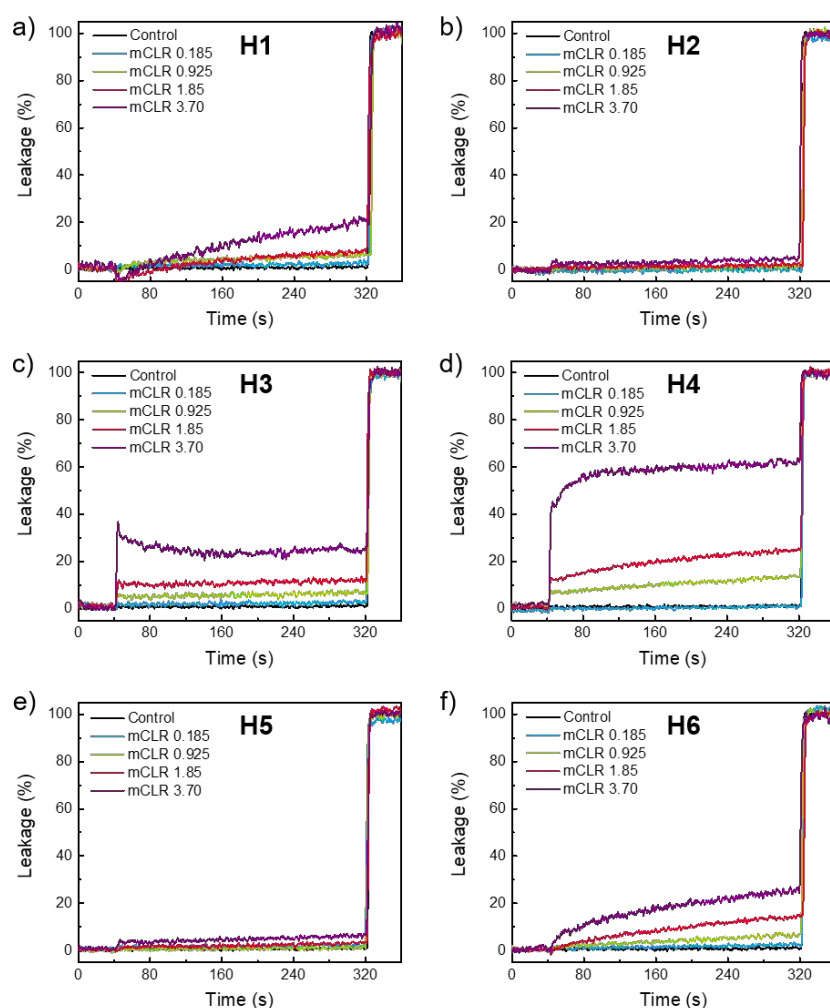 a)
H1
Control
mCLR 0.185
mCLR 0.925
mCLR 1.85
mCLR 3.70
Leakage (%)
100
80
60
40
20
0
0
80
160
240
320
Time (s)
b)
H2
Control
mCLR 0.185
mCLR 0.925
mCLR 1.85
mCLR 3.70
Leakage (%)
100
80
60
40
20
0
0
80
160
240
320
Time (s)
c)
H3
Control
mCLR 0.185
mCLR 0.925
mCLR 1.85
mCLR 3.70
Leakage (%)
100
80
60
40
20
0
0
80
160
240
320
Time (s)
d)
H4
Control
mCLR 0.185
mCLR 0.925
mCLR 1.85
mCLR 3.70
Leakage (%)
100
80
60
40
20
0
0
80
160
240
320
Time (s)
e)
H5
Control
mCLR 0.185
mCLR 0.925
mCLR 1.85
mCLR 3.70
Leakage (%)
100
80
60
40
20
0
0
80
160
240
320
Time (s)
f)
H6
Control
mCLR 0.185
mCLR 0.925
mCLR 1.85
mCLR 3.70
Leakage (%)
100
80
60
40
20
0
0
80
160
240
320
Time (s)